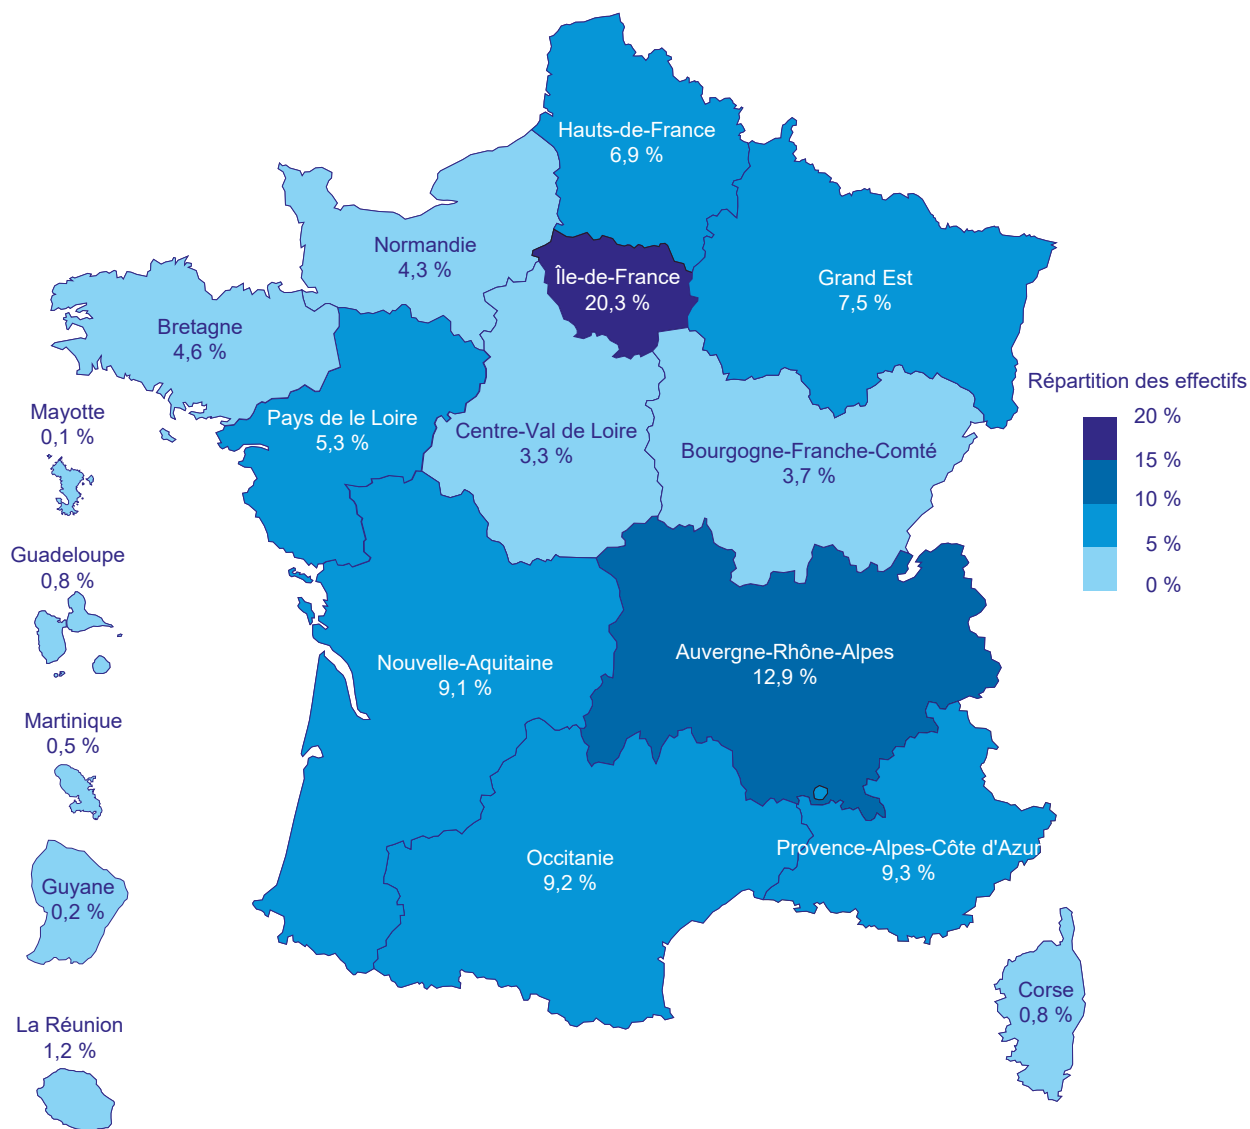 Hauts-de-France
6,9 %
Normandie
4,3 %
Île-de-France
20,3 %
Grand Est
7,5 %
Bretagne
4,6 %
Pays de le Loire
5,3 %
Centre-Val de Loire
3,3 %
Bourgogne-Franche-Comté
3,7 %
Répartition des effectifs
20 %
15 %
10 %
5 %
0 %
Mayotte
0,1 %
Guadeloupe
0,8 %
Nouvelle-Aquitaine
9,1 %
Auvergne-Rhône-Alpes
12,9 %
Martinique
0,5 %
Occitanie
9,2 %
Provence-Alpes-Côte d'Azur
9,3 %
Guyane
0,2 %
Corse
0,8 %
La Réunion
1,2 %